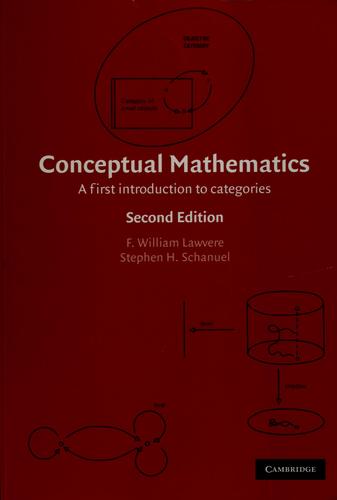 Conceptual Mathematics
A first introduction to categories
Second Edition
F. William Lawvere
Stephen H. Schanuel
CAMBRIDGE